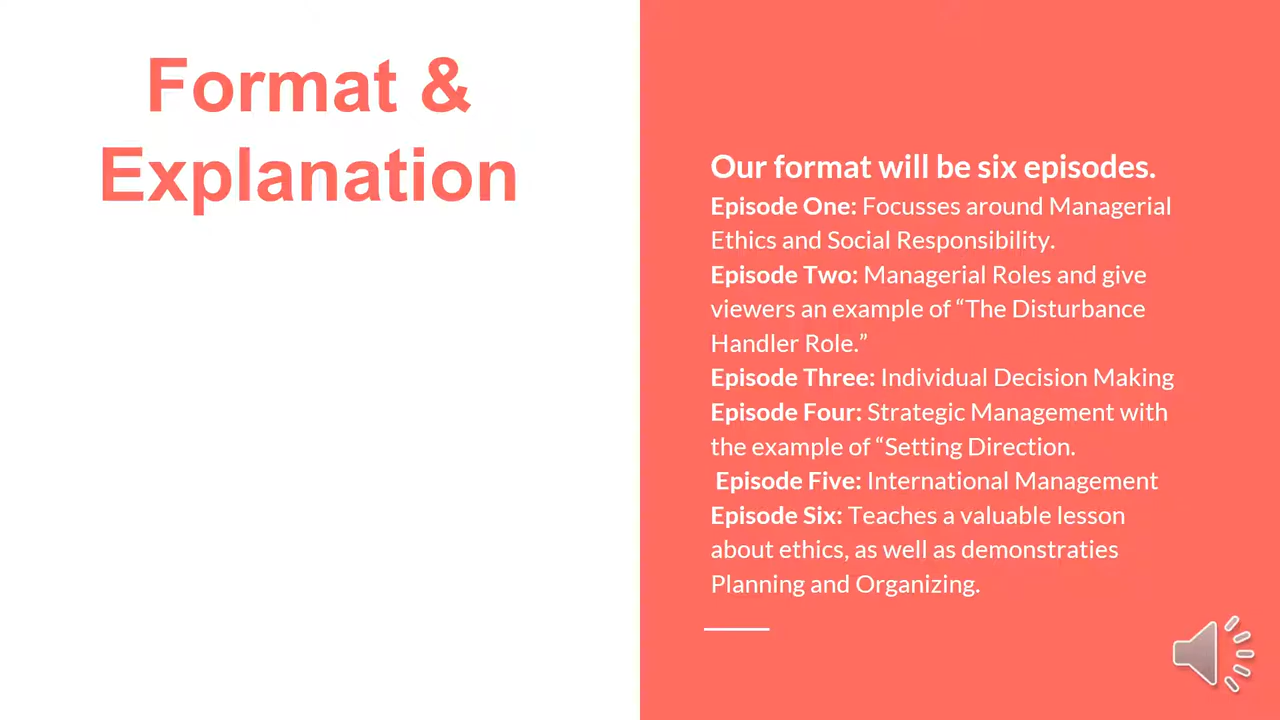 Format &
Explanation
Our format will be six episodes.
Episode One: Focusses around Managerial
Ethics and Social Responsibility.
Episode Two: Managerial Roles and give
viewers an example of “The Disturbance
Handler Role.”
Episode Three: Individual Decision Making
Episode Four: Strategic Management with
the example of “Setting Direction.
Episode Five: International Management
Episode Six: Teaches a valuable lesson
about ethics, as well as demonstraties
Planning and Organizing.